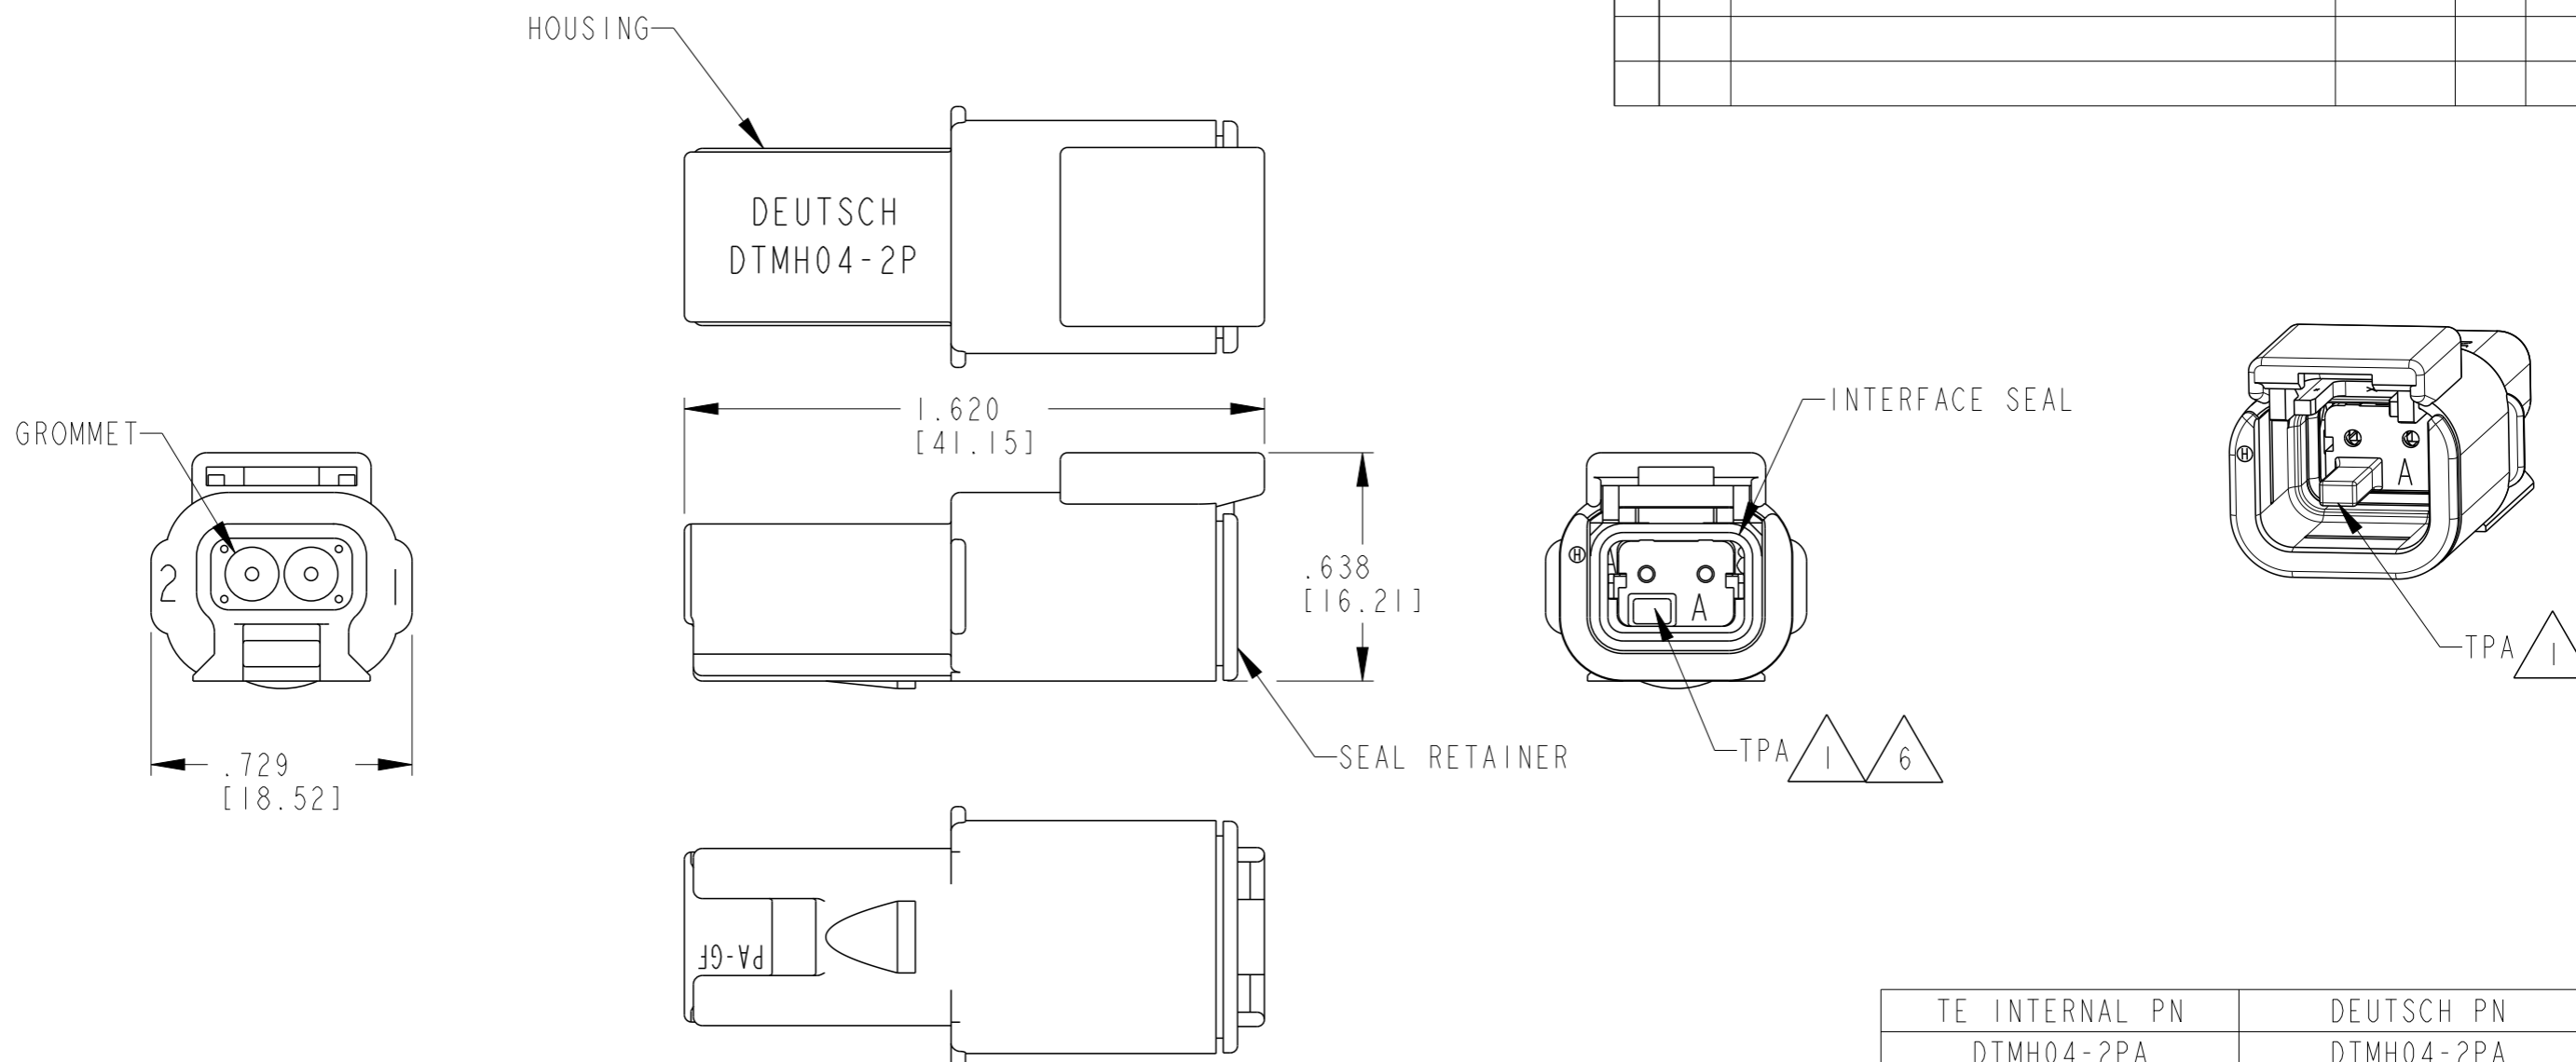 HOUSING
DEUTSCH
DTMH04-2P
1.620
[41.15]
GROMMET
INTERFACE SEAL
2
1
H
A
H
A
.638
[16.21]
TPA 1
.729
[18.52]
SEAL RETAINER
TPA 1 6
PA-GF
TE INTERNAL PN
DEUTSCH PN
DTMH04-2PA
DTMH04-2PA